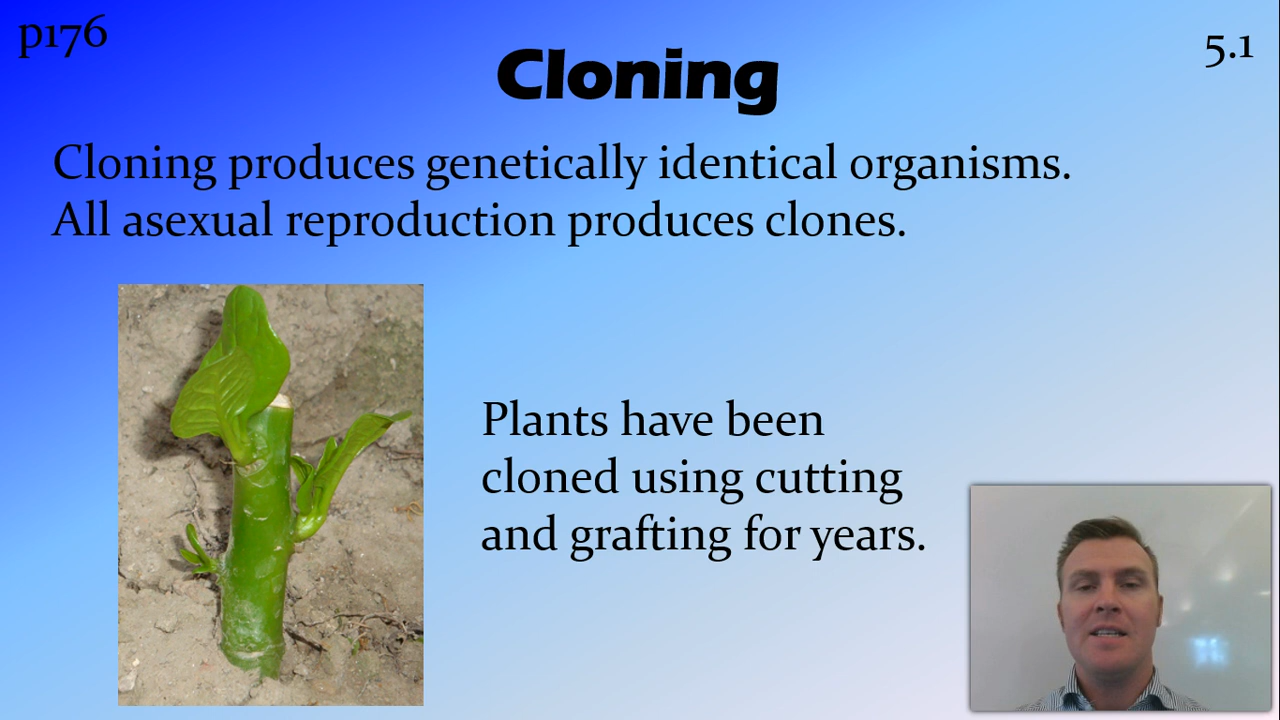 p176
5.1
Cloning
Cloning produces genetically identical organisms.
All asexual reproduction produces clones.
Plants have been
cloned using cutting
and grafting for years.